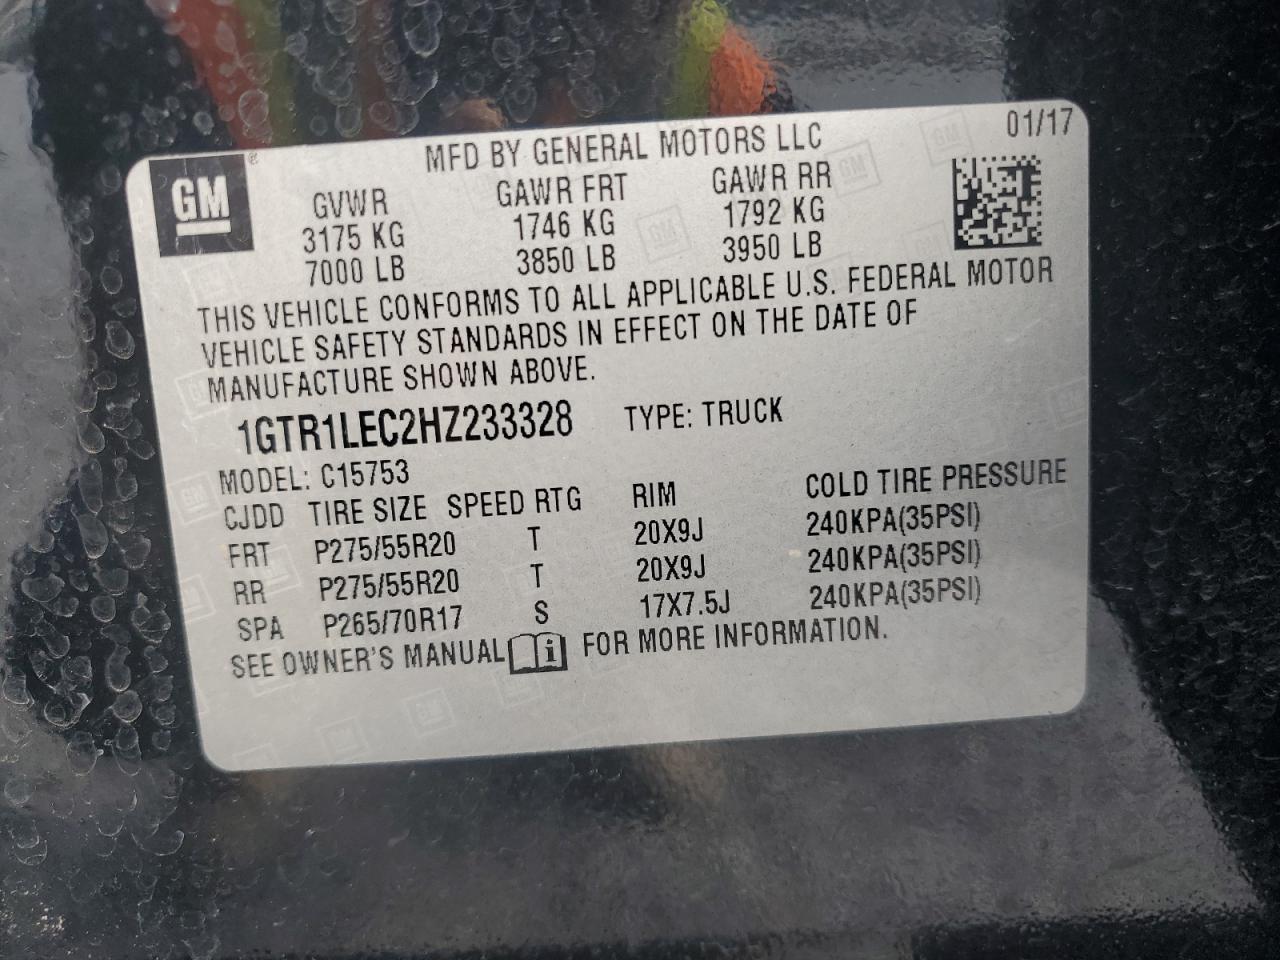 01/17
GM® MFD BY GENERAL MOTORS LLC
GVWR GAWR FRT GAWR RR
3175 KG 1746 KG 1792 KG
7000 LB 3850 LB 3950 LB
THIS VEHICLE CONFORMS TO ALL APPLICABLE U.S. FEDERAL MOTOR
VEHICLE SAFETY STANDARDS IN EFFECT ON THE DATE OF
MANUFACTURE SHOWN ABOVE.
1GTR1LEC2HZ233328 TYPE: TRUCK
MODEL: C15753
CJDD TIRE SIZE SPEED RTG RIM COLD TIRE PRESSURE
FRT P275/55R20 T 20X9J 240KPA(35PSI)
RR P275/55R20 T 20X9J 240KPA(35PSI)
SPA P265/70R17 S 17X7.5J 240KPA(35PSI)
SEE OWNER'S MANUAL i FOR MORE INFORMATION.